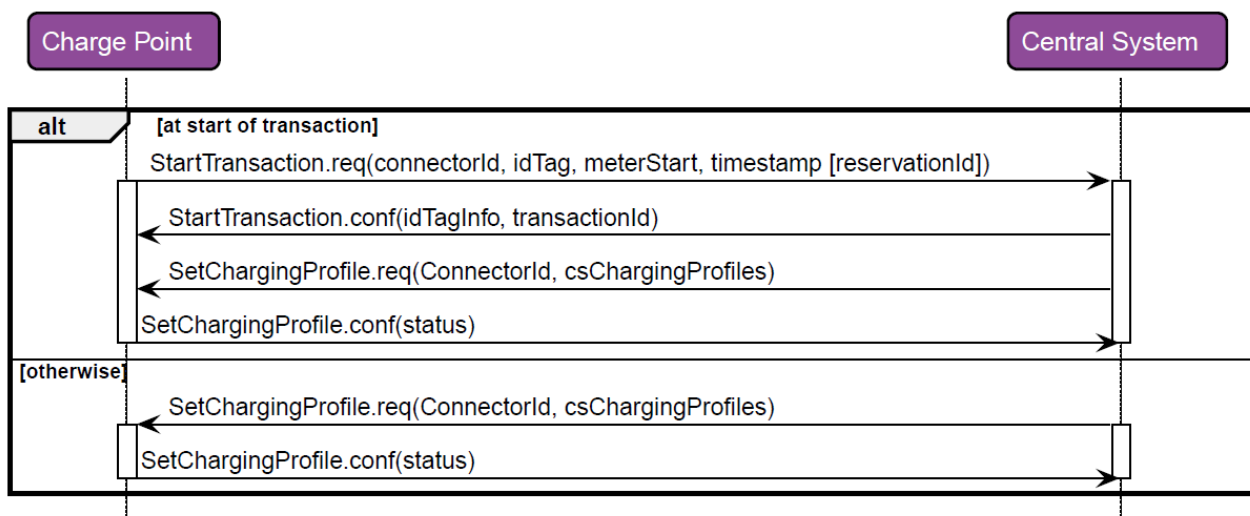 Charge Point
Central System
alt
[at start of transaction]
StartTransaction.req(connectorId, idTag, meterStart, timestamp [reservationId])
StartTransaction.conf(idTagInfo, transactionId)
SetChargingProfile.req(ConnectorId, csChargingProfiles)
SetChargingProfile.conf(status)
[otherwise]
SetChargingProfile.req(ConnectorId, csChargingProfiles)
SetChargingProfile.conf(status)